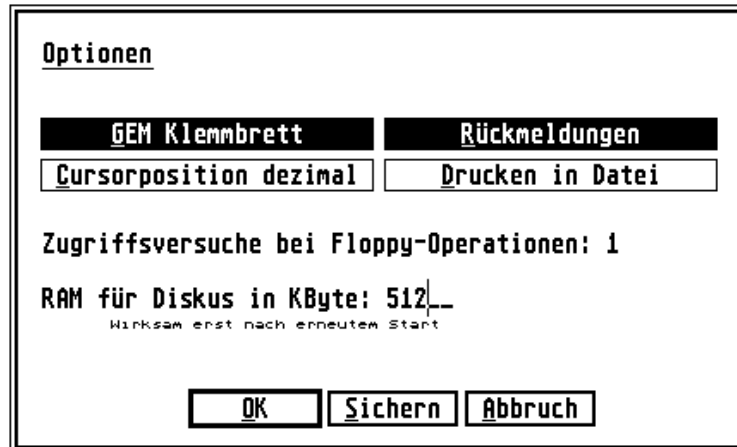 Optionen
GEM Klemmbrett Rückmeldungen
Cursorposition dezimal Drucken in Datei
Zugriffsversuche bei Floppy-Operationen: 1
RAM für Diskus in KByte: 512__
Wirksam erst nach erneutem Start
OK Sichern Abbruch